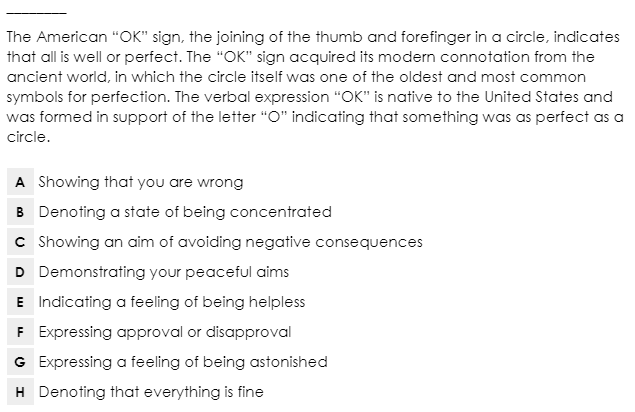 ________
The American “OK” sign, the joining of the thumb and forefinger in a circle, indicates
that all is well or perfect. The “OK” sign acquired its modern connotation from the
ancient world, in which the circle itself was one of the oldest and most common
symbols for perfection. The verbal expression “OK” is native to the United States and
was formed in support of the letter “O” indicating that something was as perfect as a
circle.
A Showing that you are wrong
B Denoting a state of being concentrated
C Showing an aim of avoiding negative consequences
D Demonstrating your peaceful aims
E Indicating a feeling of being helpless
F Expressing approval or disapproval
G Expressing a feeling of being astonished
H Denoting that everything is fine